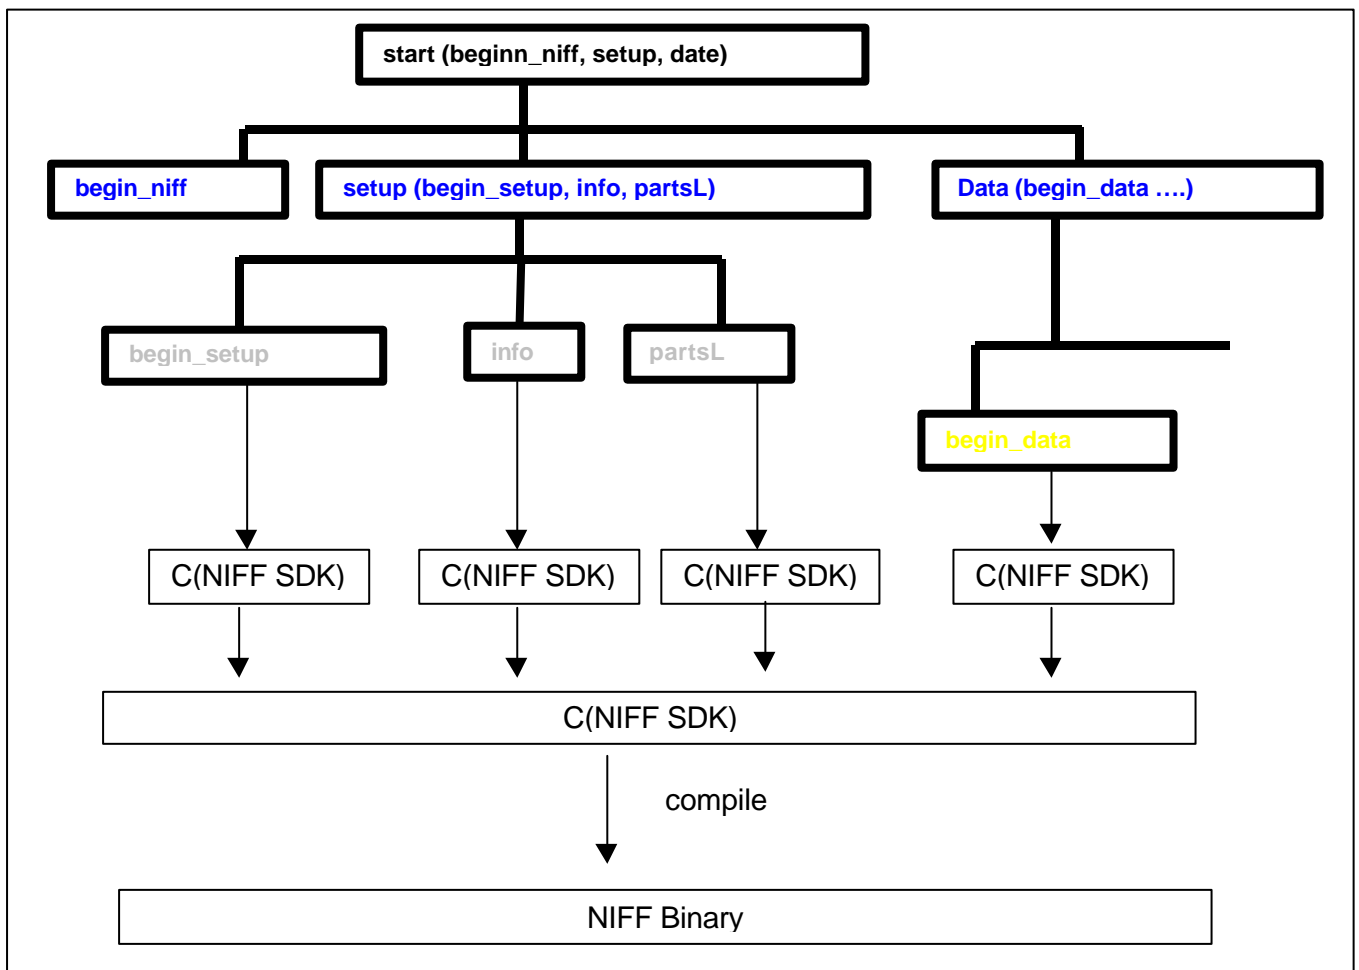 start (beginn_niff, setup, date)
begin_niff
setup (begin_setup, info, partsL)
Data (begin_data ....)
begin_setup
info
partsL
begin_data
C(NIFF SDK)
C(NIFF SDK)
C(NIFF SDK)
C(NIFF SDK)
C(NIFF SDK)
compile
NIFF Binary